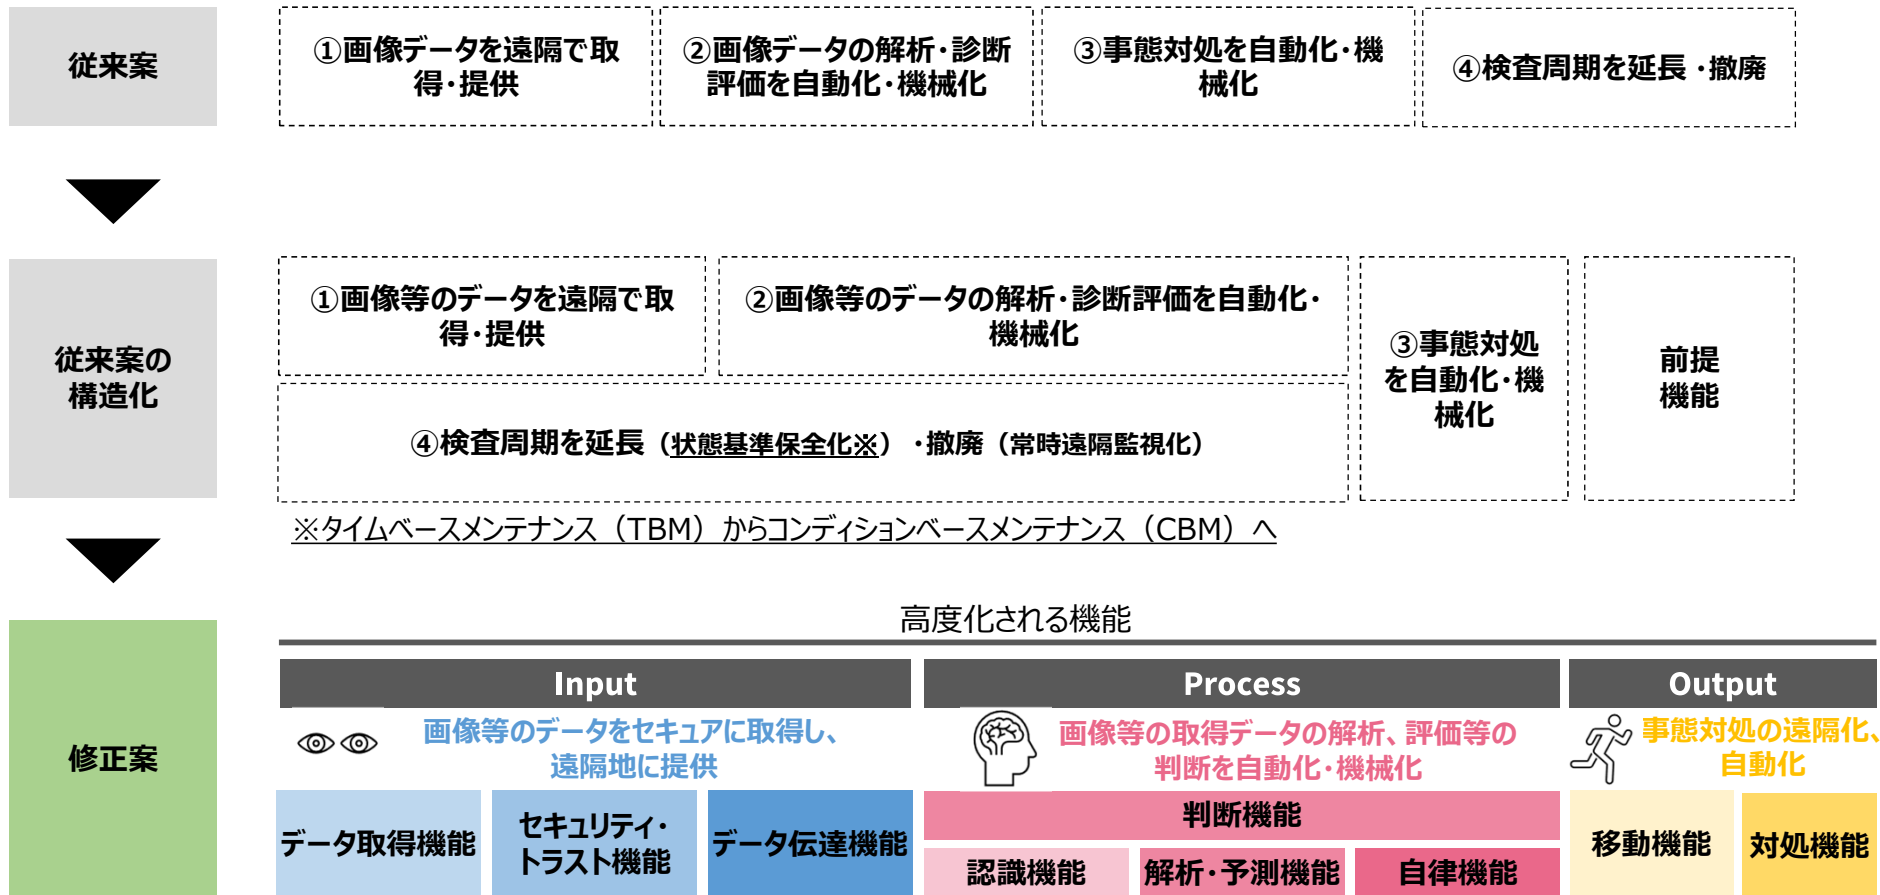 従来案
①画像データを遠隔で取
得・提供
②画像データの解析・診断
評価を自動化・機械化
③事態対処を自動化・機
械化
④検査周期を延長・撤廃
従来案の
構造化
①画像等のデータを遠隔で取
得・提供
②画像等のデータの解析・診断評価を自動化・
機械化
③事態対処
を自動化・機
械化
前提
機能
④検査周期を延長（状態基準保全化※）・撤廃（常時遠隔監視化）
※タイムベースメンテナンス（TBM）からコンディションベースメンテナンス（CBM）へ
修正案
高度化される機能
Input
画像等のデータをセキュアに取得し、
遠隔地に提供
データ取得機能
セキュリティ・
トラスト機能
データ伝達機能
Process
画像等の取得データの解析、評価等の
判断を自動化・機械化
判断機能
認識機能
解析・予測機能
自律機能
Output
事態対処の遠隔化、
自動化
移動機能
対処機能